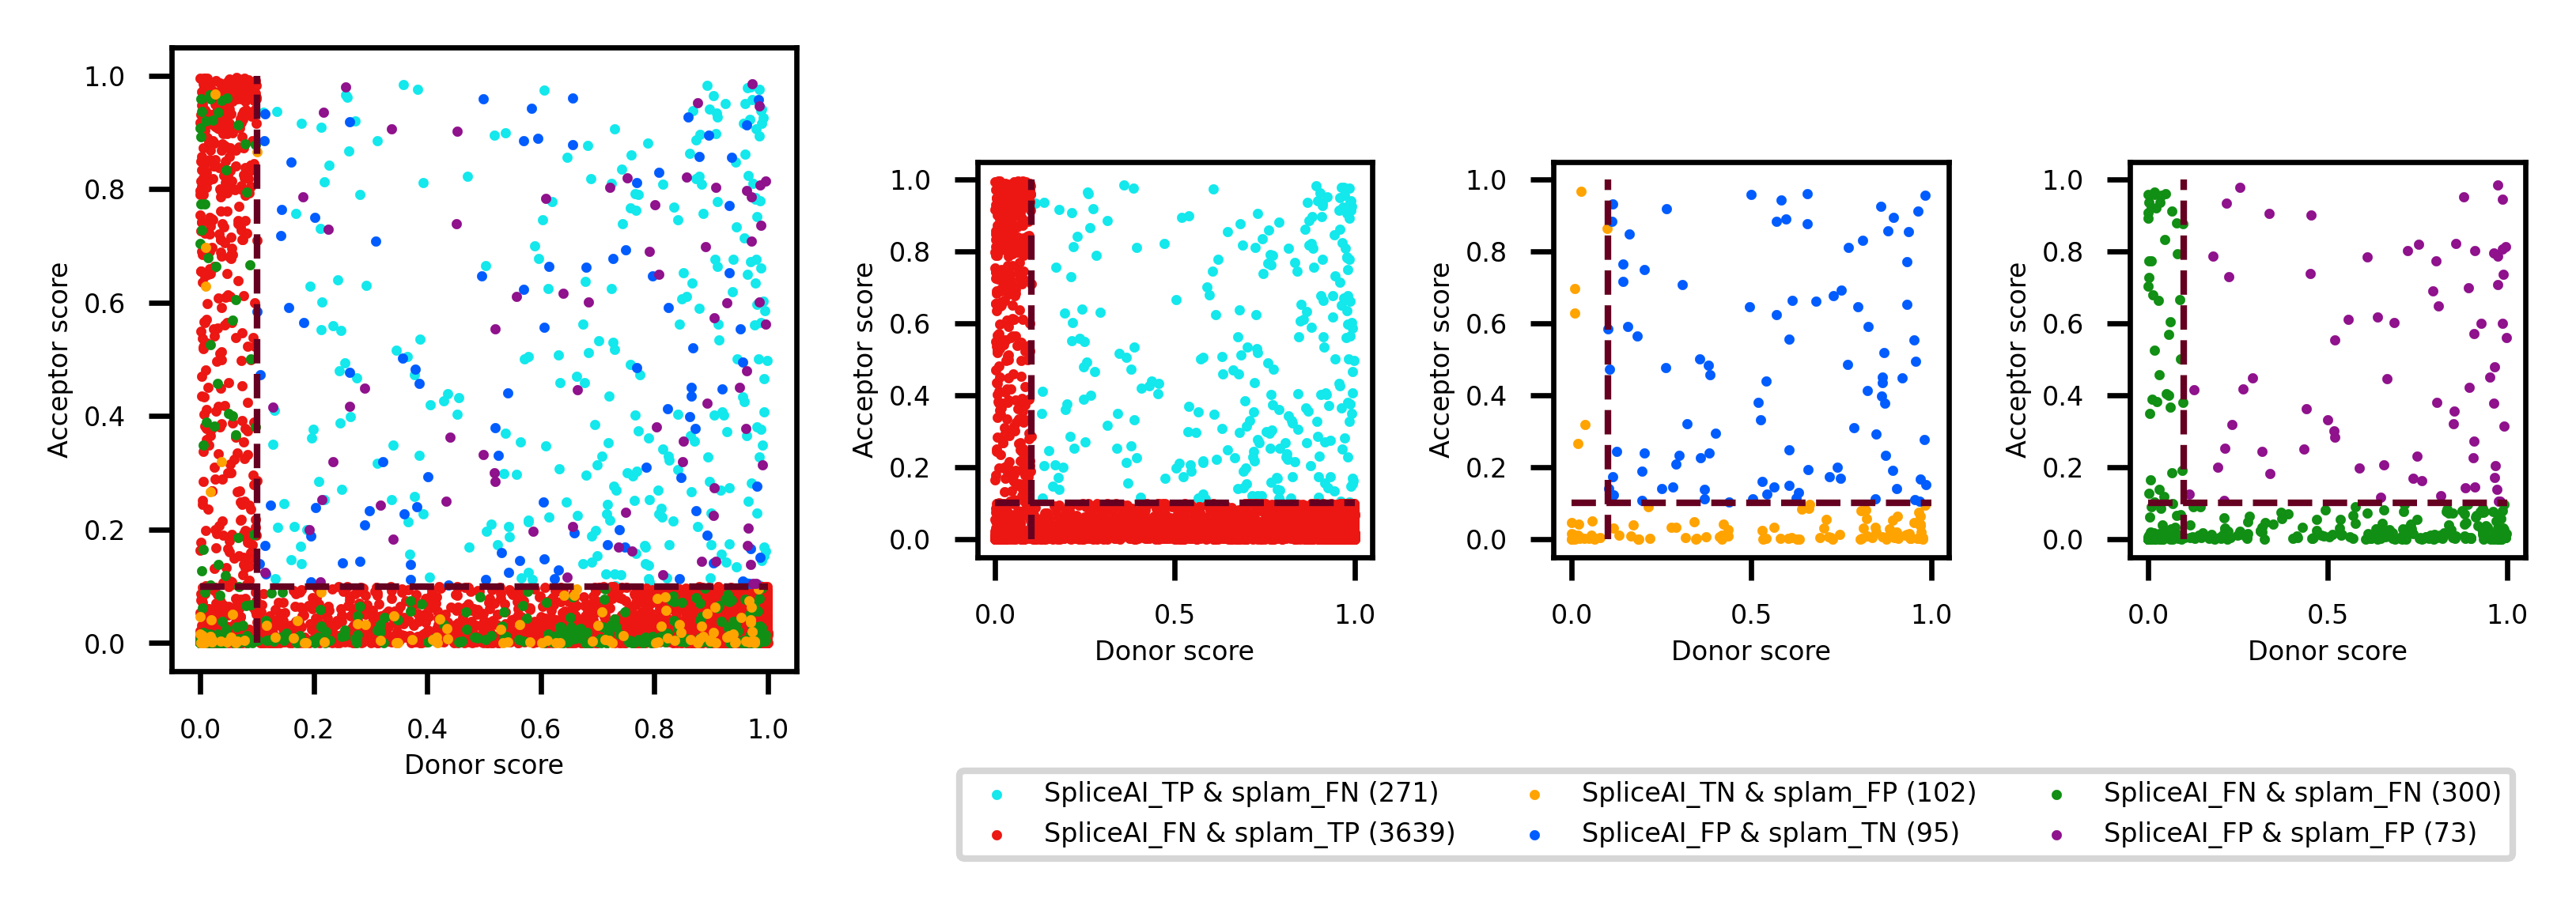 1.0
0.8
0.6
0.4
0.2
0.0
Acceptor score
0.0 0.2 0.4 0.6 0.8 1.0
Donor score
1.0
0.8
0.6
0.4
0.2
0.0
Acceptor score
0.0 0.5 1.0
Donor score
1.0
0.8
0.6
0.4
0.2
0.0
Acceptor score
0.0 0.5 1.0
Donor score
1.0
0.8
0.6
0.4
0.2
0.0
Acceptor score
0.0 0.5 1.0
Donor score
SpliceAI_TP & splam_FN (271)
SpliceAI_FN & splam_TP (3639)
SpliceAI_TN & splam_FP (102)
SpliceAI_FP & splam_TN (95)
SpliceAI_FN & splam_FN (300)
SpliceAI_FP & splam_FP (73)